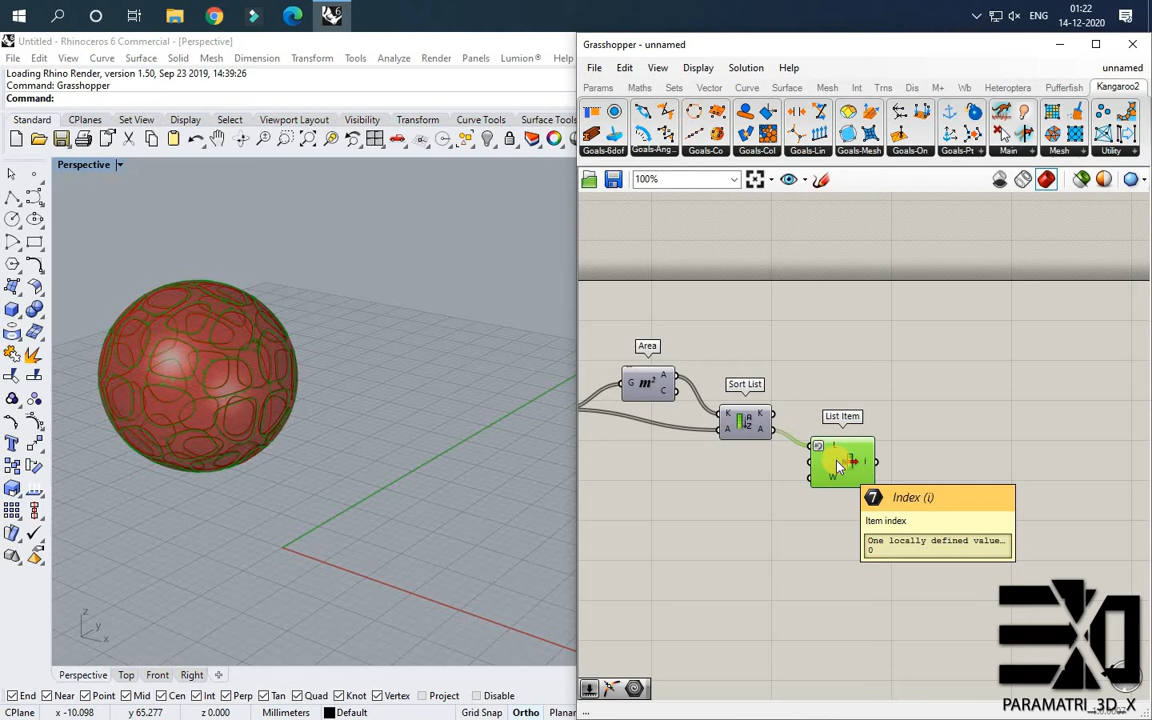 01:22
ENG
14-12-2020
Untitled - Rhinoceros 6 Commercial - [Perspective]
File Edit View Curve Surface Solid Mesh Dimension Transform Tools Analyze Render Panels Lumion® Help
Loading Rhino Render, version 1.50, Sep 23 2019, 14:39:26
Command: Grasshopper
Command:
Standard CPlanes Set View Display Select Viewport Layout Visibility Transform Curve Tools Surface Tools
Perspective
z
y
x
Perspective Top Front Right
End Near Point Mid Cen Int Perp Tan Quad Knot Vertex Project Disable
CPlane x -10.098 y 65.277 z 0.000 Millimeters Default Grid Snap Ortho Planar
Grasshopper - unnamed
File Edit View Display Solution Help
unnamed
Params Maths Sets Vector Curve Surface Mesh Int Trns Dis M+ Wb Heteroptera Pufferfish Kangaroo2
Goals-6dof Goals-Ang... Goals-Co Goals-Col Goals-Lin Goals-Mesh Goals-On Goals-Pt Main Mesh Utility
100%
Area
G m² A
C
Sort List
K K
A A
List Item
L
i
W
7 Index (i)
Item index
One locally defined value...
0
...
PARAMATRI_3D_X